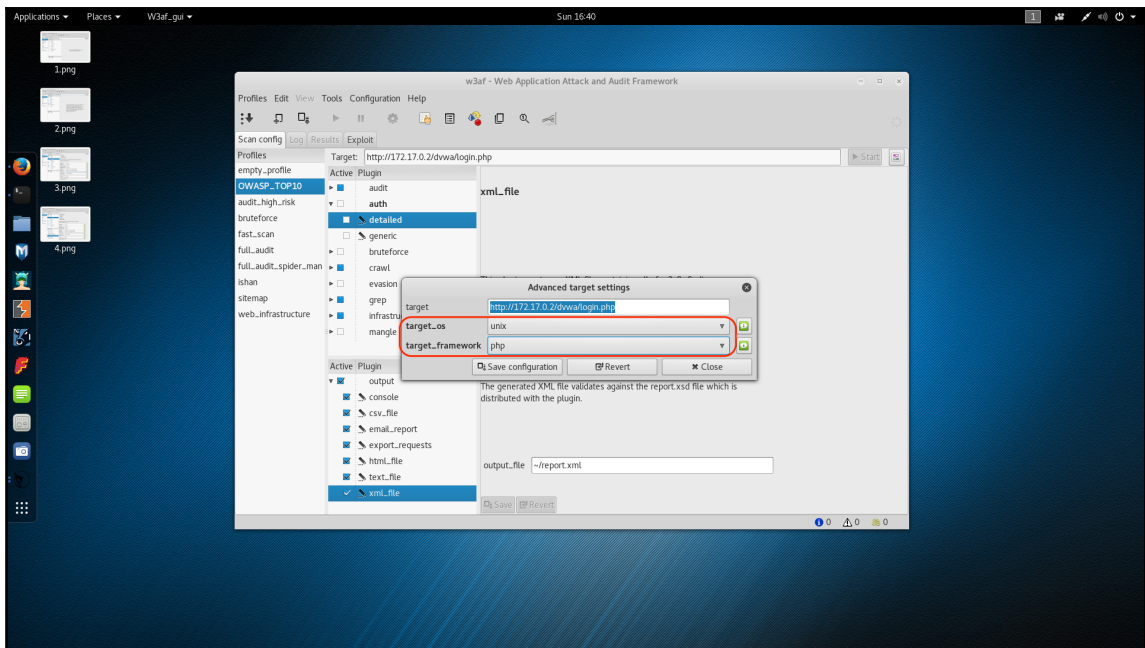 Applications ▾ Places ▾ W3af_gui ▾ Sun 16:40 1
1.png
2.png
3.png
4.png
w3af - Web Application Attack and Audit Framework
Profiles Edit View Tools Configuration Help
Scan config Log Results Exploit
Profiles
empty_profile
OWASP_TOP10
audit_high_risk
bruteforce
fast_scan
full_audit
full_audit_spider_man
ishan
sitemap
web_infrastructure
Target: http://172.17.0.2/dvwa/login.php Start
Active Plugin
audit
auth
detailed
generic
bruteforce
crawl
evasion
grep
infrastru
mangle
Active Plugin
output
console
csv_file
email_report
export_requests
html_file
text_file
xml_file
xml_file
Advanced target settings
target http://172.17.0.2/dvwa/login.php
target_os unix
target_framework php
Save configuration Revert Close
The generated XML file validates against the report.xsd file which is
distributed with the plugin.
output_file ~/report.xml
Save Revert
0 0 0